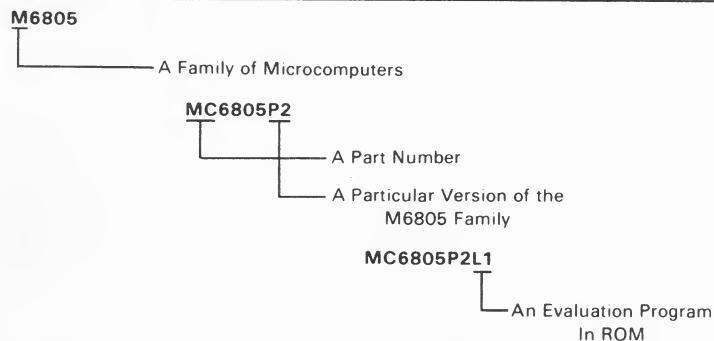 M6805
A Family of Microcomputers
MC6805P2
A Part Number
A Particular Version of the
M6805 Family
MC6805P2L1
An Evaluation Program
In ROM